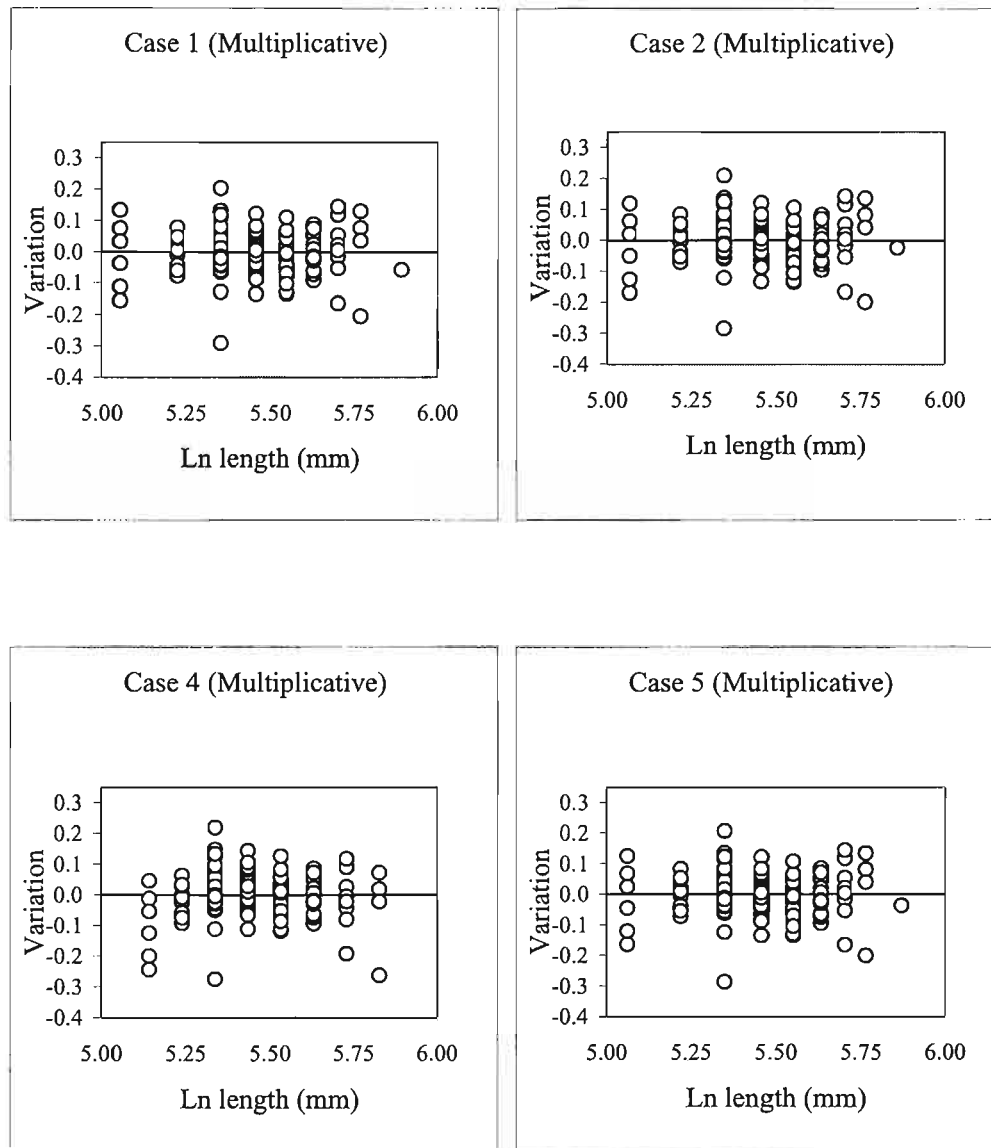 Case 1 (Multiplicative)
Variation
0.3
0.2
0.1
0.0
-0.1
-0.2
-0.3
-0.4
5.00 5.25 5.50 5.75 6.00
Ln length (mm)
Case 2 (Multiplicative)
Variation
0.3
0.2
0.1
0.0
-0.1
-0.2
-0.3
-0.4
5.00 5.25 5.50 5.75 6.00
Ln length (mm)
Case 4 (Multiplicative)
Variation
0.3
0.2
0.1
0.0
-0.1
-0.2
-0.3
-0.4
5.00 5.25 5.50 5.75 6.00
Ln length (mm)
Case 5 (Multiplicative)
Variation
0.3
0.2
0.1
0.0
-0.1
-0.2
-0.3
-0.4
5.00 5.25 5.50 5.75 6.00
Ln length (mm)